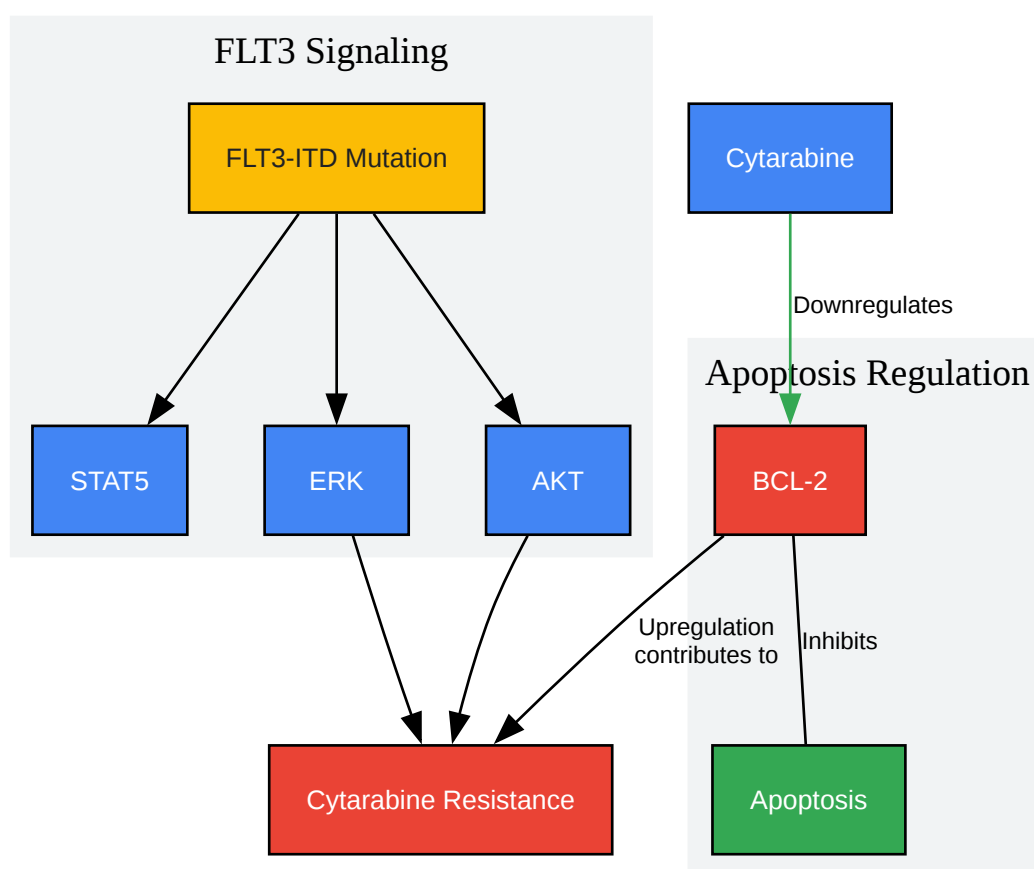 FLT3 Signaling
FLT3-ITD Mutation
Cytarabine
Downregulates
Apoptosis Regulation
STAT5
ERK
AKT
BCL-2
Upregulation
contributes to
Inhibits
Cytarabine Resistance
Apoptosis